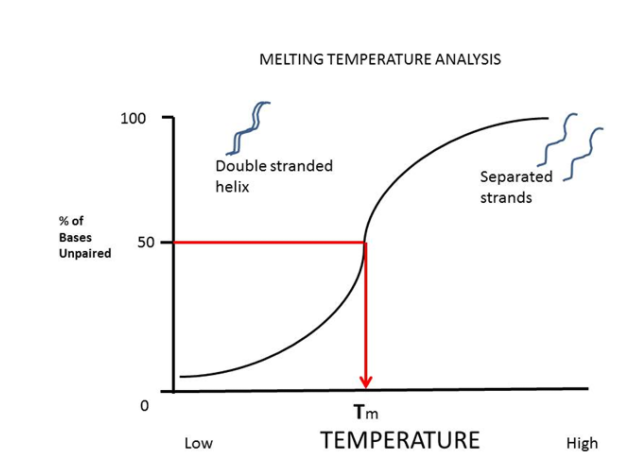 MELTING TEMPERATURE ANALYSIS
100
Double stranded
helix
Separated
strands
% of
Bases
Unpaired
50
0
Tm
Low
TEMPERATURE
High